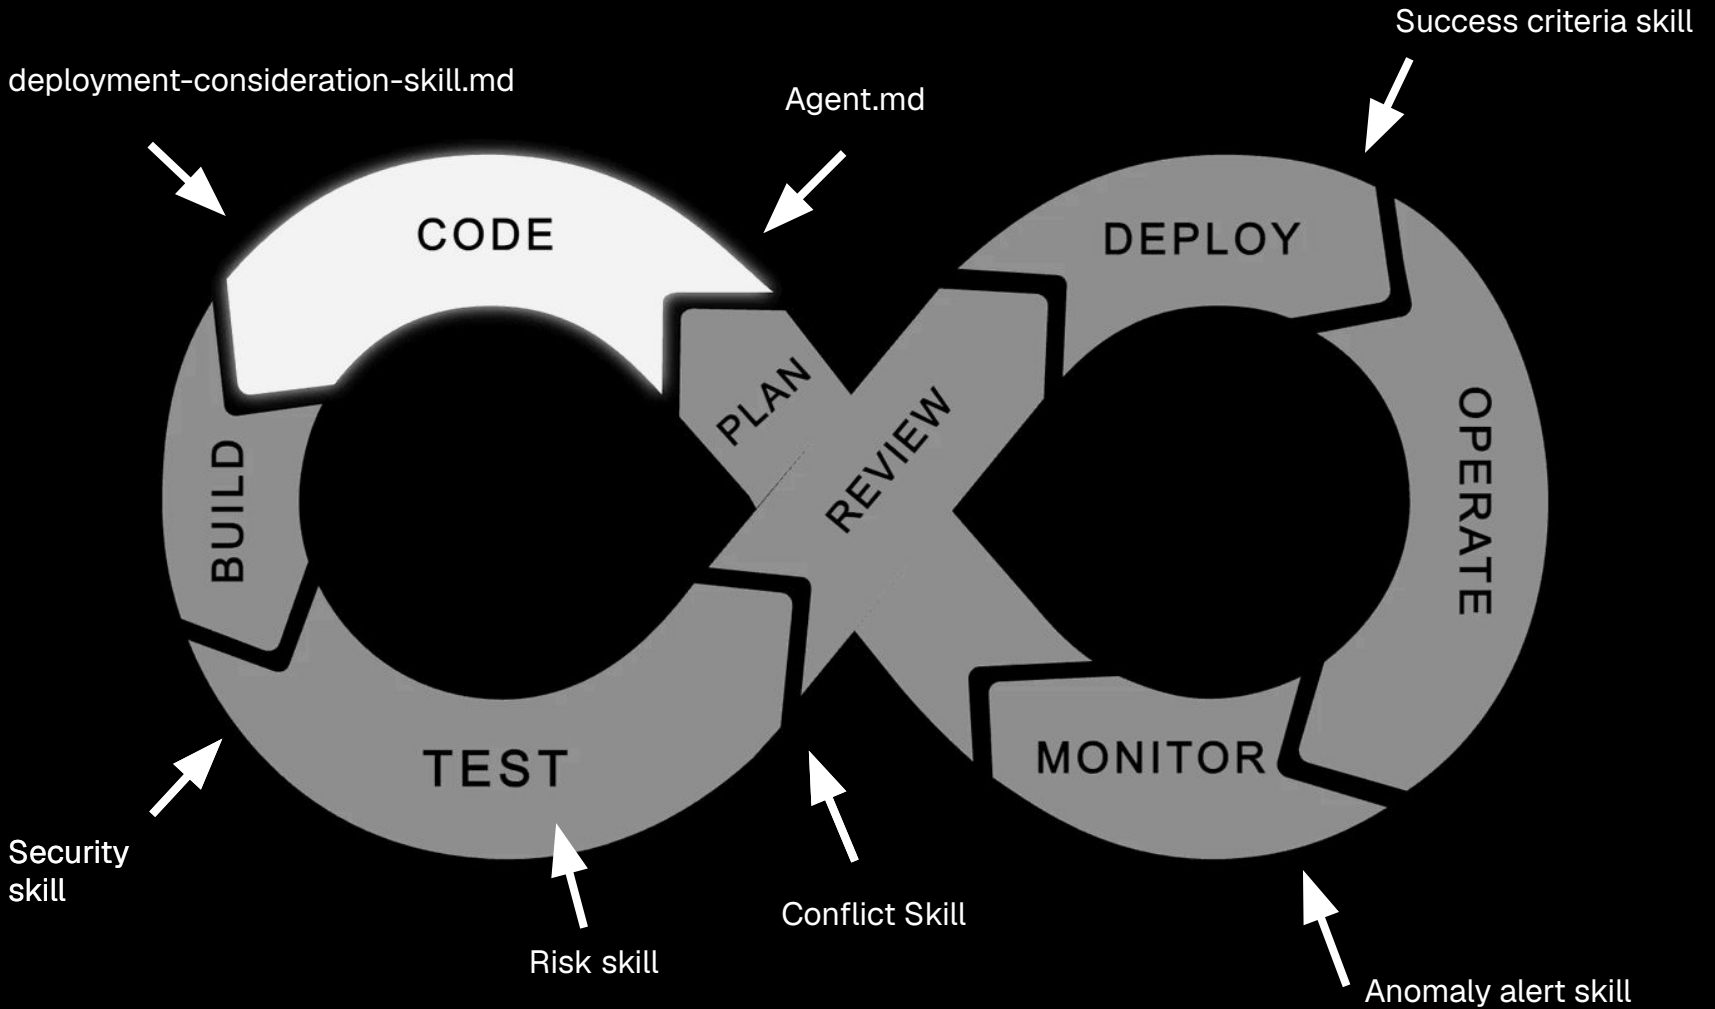 Success criteria skill
deployment-consideration-skill.md
Agent.md
CODE
DEPLOY
PLAN
REVIEW
BUILD
OPERATE
TEST
MONITOR
Security
skill
Conflict Skill
Risk skill
Anomaly alert skill